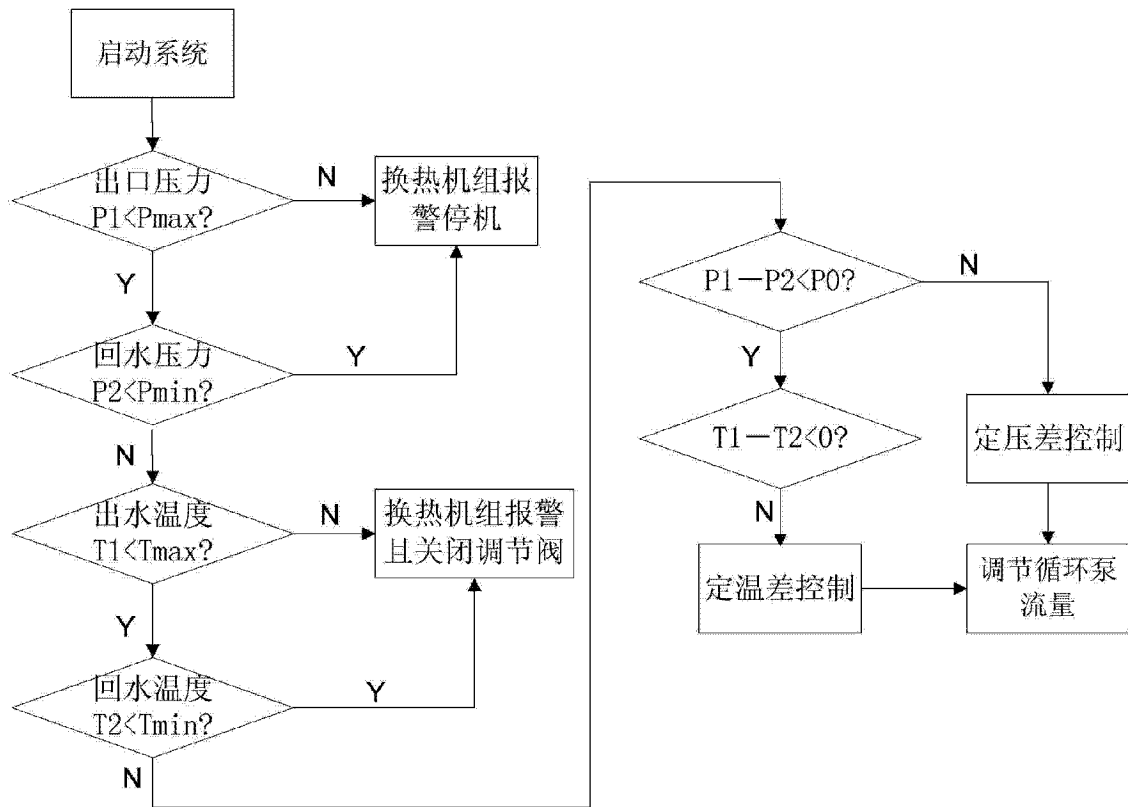 启动系统
出口压力
P1<Pmax?
N
换热机组报
警停机
Y
回水压力
P2<Pmin?
Y
N
出水温度
T1<Tmax?
N
换热机组报警
且关闭调节阀
Y
回水温度
T2<Tmin?
Y
N
P1－P2<P0?
N
Y
T1－T2<0?
定压差控制
N
定温差控制
调节循环泵
流量